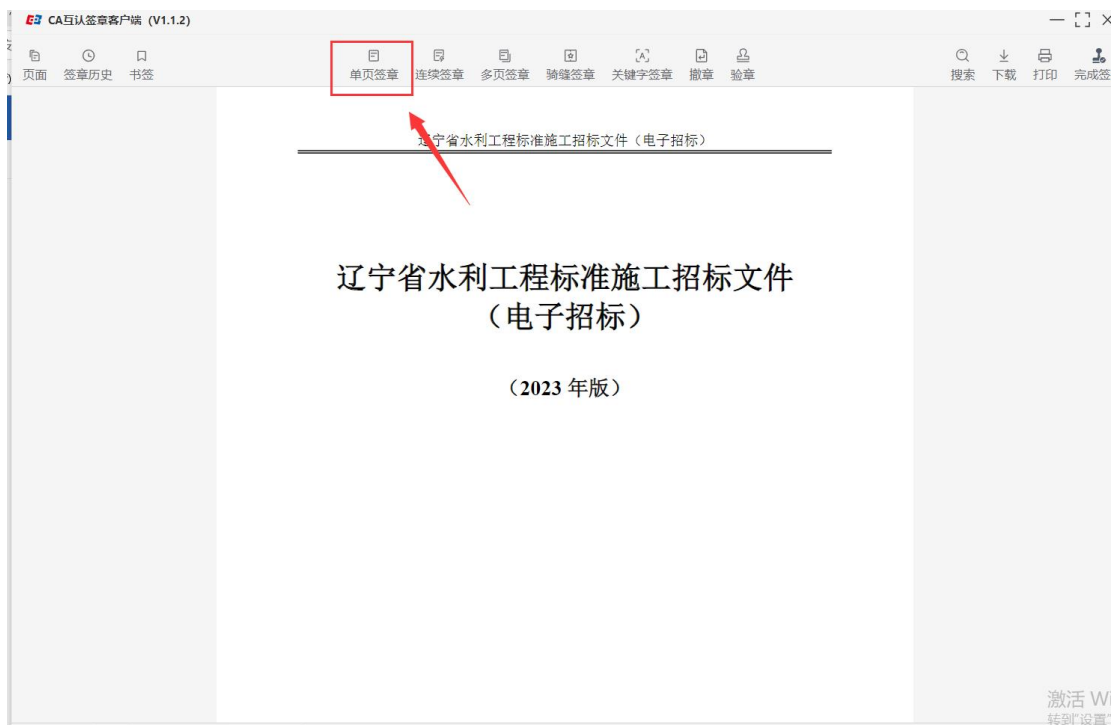 CA互认签章客户端（V1.1.2）
页面 签章历史 书签 单页签章 连续签章 多页签章 骑缝签章 关键字签章 撤章 验章 搜索 下载 打印 完成签
辽宁省水利工程标准施工招标文件（电子招标）
辽宁省水利工程标准施工招标文件
（电子招标）
（2023 年版）
激活 Wi
转到"设置"